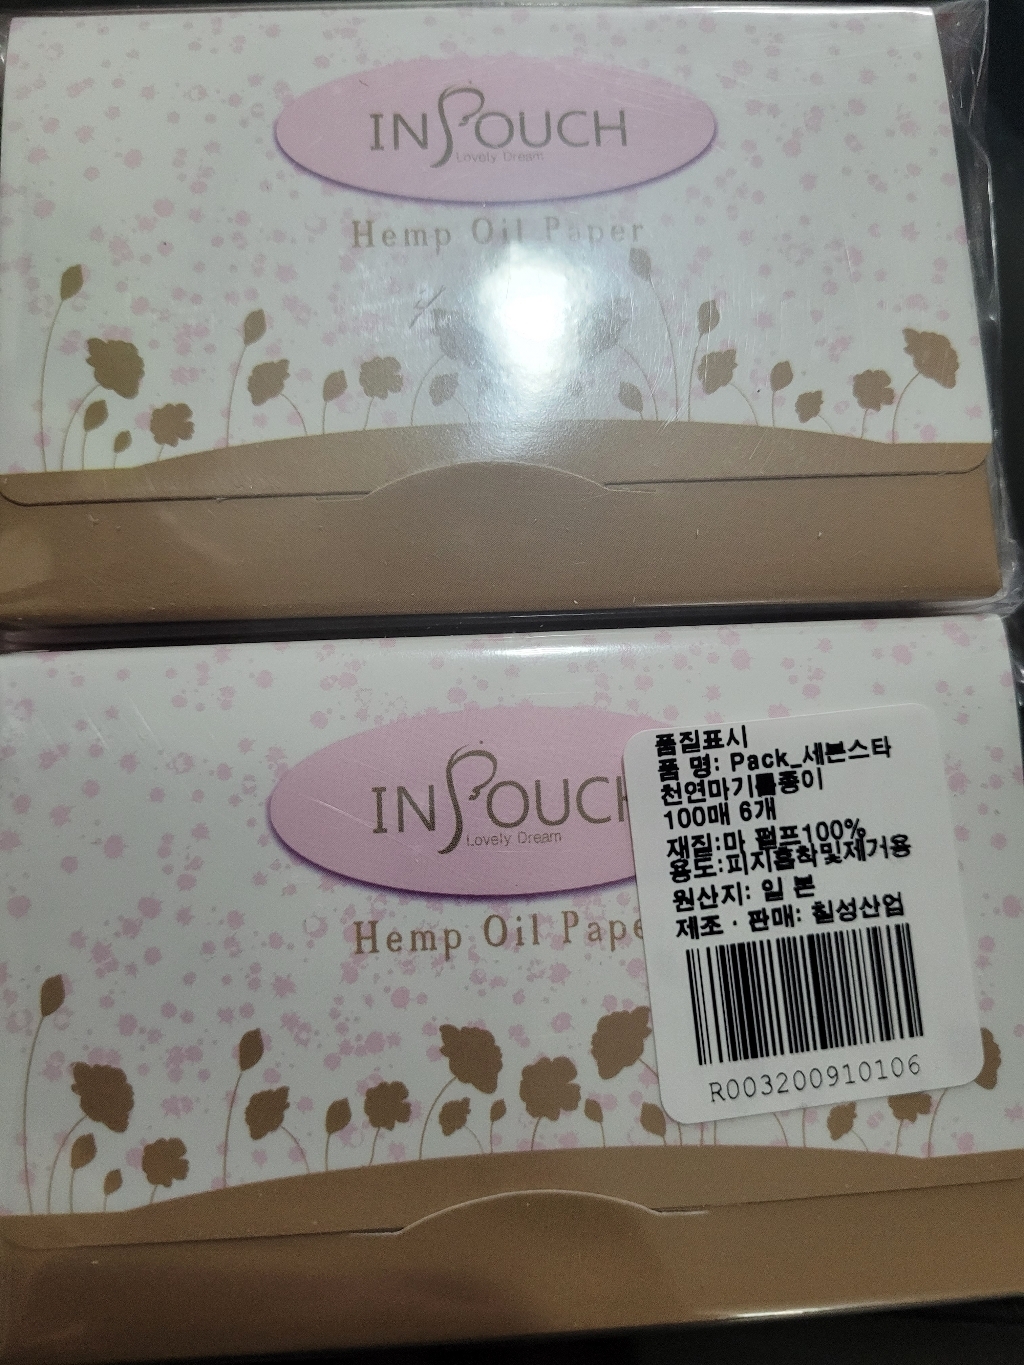 INSPOUCH
Lovely Dream
Hemp Oil Paper
INSPOUCH
Lovely Dream
Hemp Oil Pape
품질표시
품 명: Pack_세븐스타
천연마기름종이
100매 6개
재질:마 펄프100%
용도:피지흡착및제거용
원산지: 일 본
제조 · 판매: 칠성산업
R003200910106